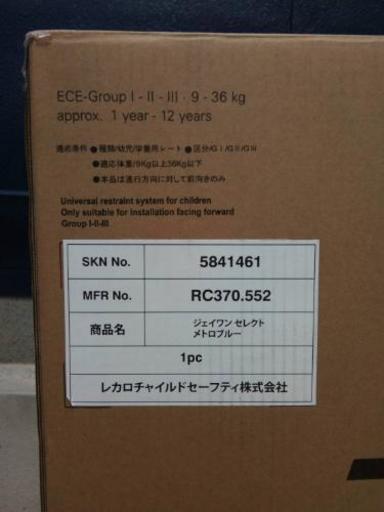 ECE-Group I - II - III · 9 - 36 kg
approx. 1 year - 12 years
適応条件 ● 種類/幼児/学童用シート ● 区分/GⅠ/GⅡ/GⅢ
●適応体重/9Kg以上36Kg以下
●本品は進行方向に対して前向きのみ
Universal restraint system for children
Only suitable for installation facing forward
Group I-II-III
SKN No. 5841461
MFR No. RC370.552
商品名 ジェイワン セレクト
メトロブルー
1pc
レカロチャイルドセーフティ株式会社